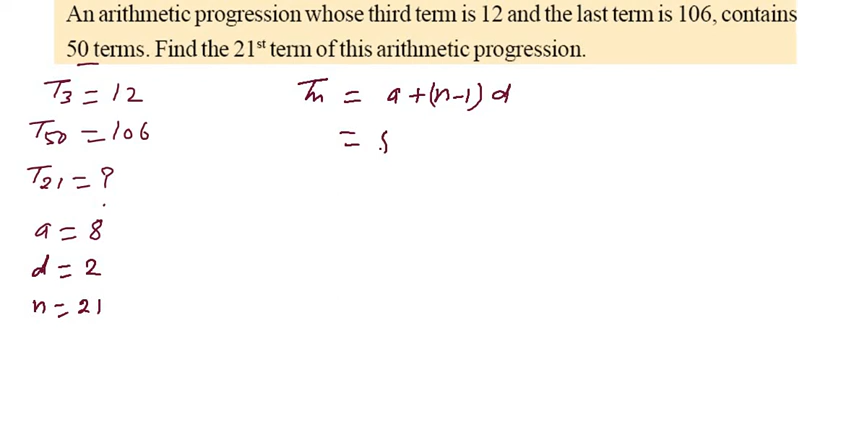 An arithmetic progression whose third term is 12 and the last term is 106, contains
50 terms. Find the 21st term of this arithmetic progression.
T3 = 12
T50 = 106
T21 = ?
a = 8
d = 2
n = 21
Tn = a + (n-1) d
=